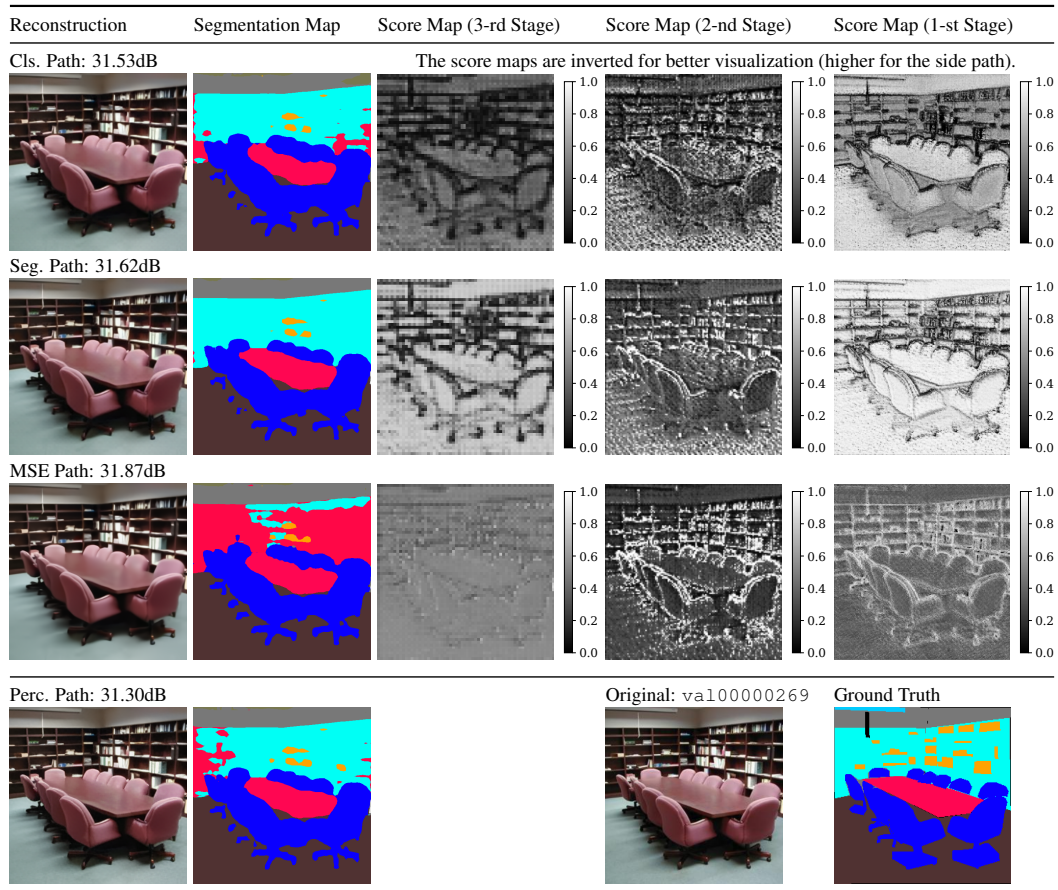 Reconstruction Segmentation Map Score Map (3-rd Stage) Score Map (2-nd Stage) Score Map (1-st Stage)
Cls. Path: 31.53dB The score maps are inverted for better visualization (higher for the side path).
1.0 1.0 1.0
0.8 0.8 0.8
0.6 0.6 0.6
0.4 0.4 0.4
0.2 0.2 0.2
0.0 0.0 0.0
Seg. Path: 31.62dB
1.0 1.0 1.0
0.8 0.8 0.8
0.6 0.6 0.6
0.4 0.4 0.4
0.2 0.2 0.2
0.0 0.0 0.0
MSE Path: 31.87dB
1.0 1.0 1.0
0.8 0.8 0.8
0.6 0.6 0.6
0.4 0.4 0.4
0.2 0.2 0.2
0.0 0.0 0.0
Perc. Path: 31.30dB Original: val00000269 Ground Truth